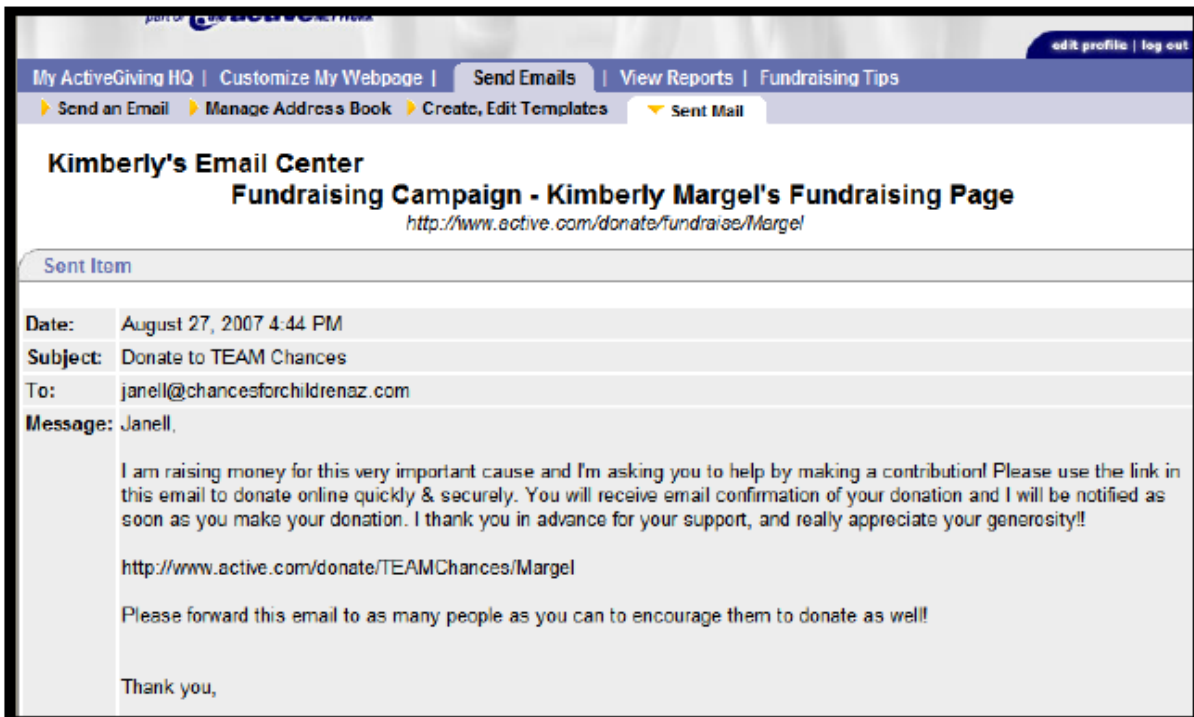 part of the active NETWORK
edit profile | log out
My ActiveGiving HQ | Customize My Webpage | Send Emails | View Reports | Fundraising Tips
Send an Email Manage Address Book Create, Edit Templates Sent Mail
Kimberly's Email Center
Fundraising Campaign - Kimberly Margel's Fundraising Page
http://www.active.com/donate/fundraise/Margel
Sent Item
Date: August 27, 2007 4:44 PM
Subject: Donate to TEAM Chances
To: janell@chancesforchildrenaz.com
Message: Janell,
I am raising money for this very important cause and I'm asking you to help by making a contribution! Please use the link in
this email to donate online quickly & securely. You will receive email confirmation of your donation and I will be notified as
soon as you make your donation. I thank you in advance for your support, and really appreciate your generosity!!
http://www.active.com/donate/TEAMChances/Margel
Please forward this email to as many people as you can to encourage them to donate as well!
Thank you,